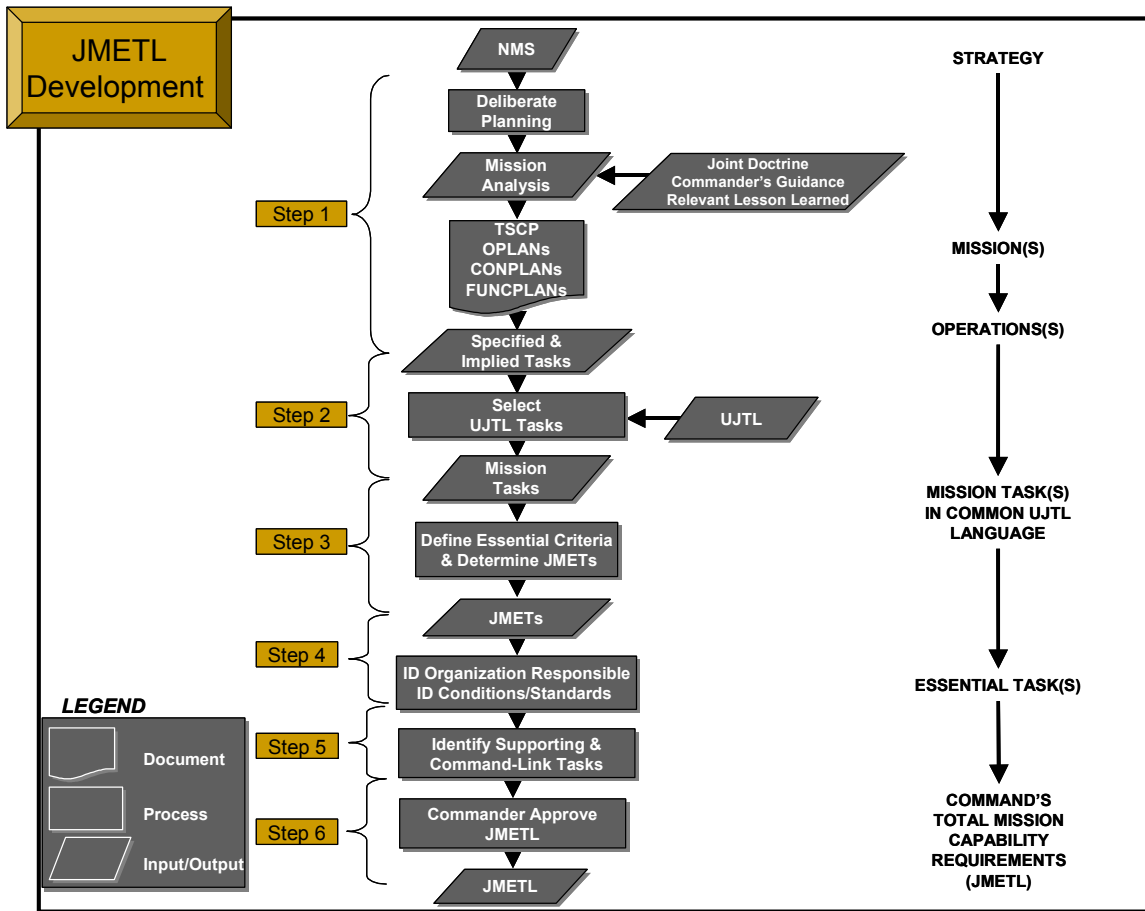 JMETL
Development
NMS
STRATEGY
Deliberate
Planning
Mission
Analysis
Joint Doctrine
Commander's Guidance
Relevant Lesson Learned
Step 1
TSCP
OPLANs
CONPLANs
FUNCPLANs
MISSION(S)
OPERATIONS(S)
Specified &
Implied Tasks
Step 2
Select
UJTL Tasks
UJTL
Mission
Tasks
MISSION TASK(S)
IN COMMON UJTL
LANGUAGE
Step 3
Define Essential Criteria
& Determine JMETs
JMETs
Step 4
ID Organization Responsible
ID Conditions/Standards
ESSENTIAL TASK(S)
LEGEND
Document
Process
Input/Output
Step 5
Identify Supporting &
Command-Link Tasks
Step 6
Commander Approve
JMETL
JMETL
COMMAND'S
TOTAL MISSION
CAPABILITY
REQUIREMENTS
(JMETL)